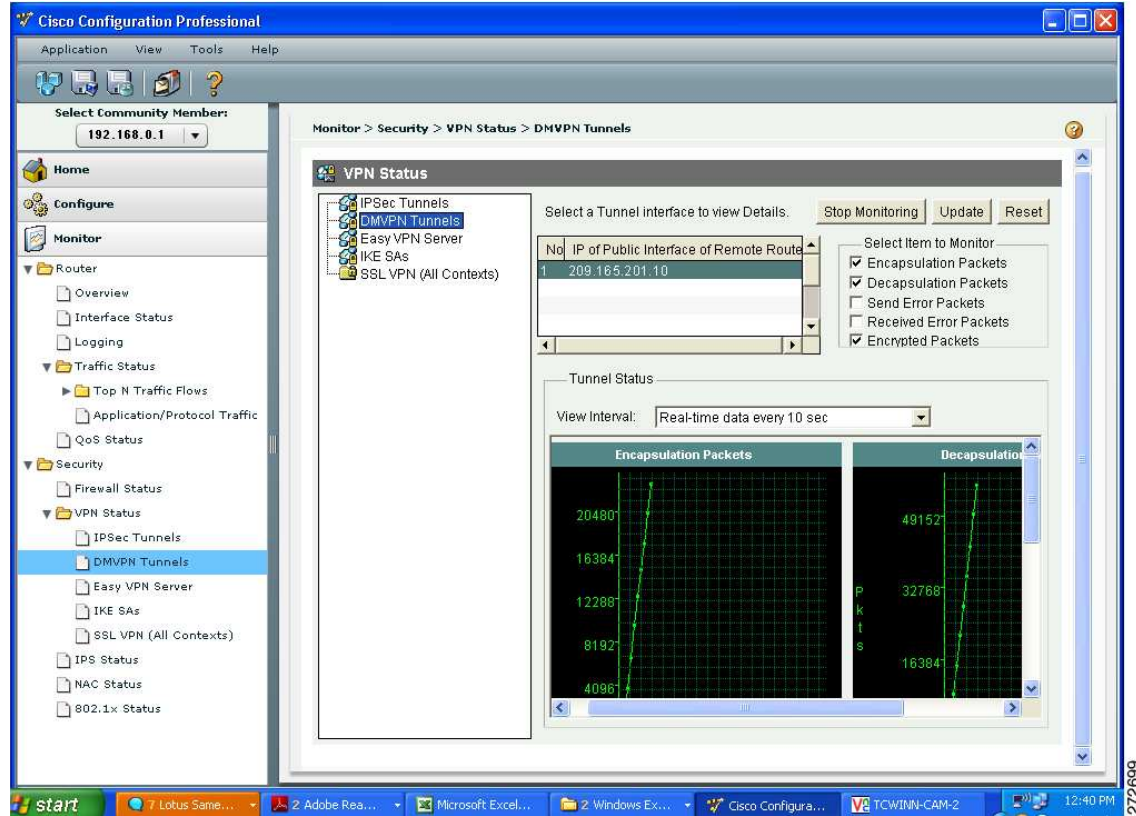 Cisco Configuration Professional
Application View Tools Help
Select Community Member:
192.168.0.1
Home
Configure
Monitor
Router
Overview
Interface Status
Logging
Traffic Status
Top N Traffic Flows
Application/Protocol Traffic
QoS Status
Security
Firewall Status
VPN Status
IPSec Tunnels
DMVPN Tunnels
Easy VPN Server
IKE SAs
SSL VPN (All Contexts)
IPS Status
NAC Status
802.1x Status
Monitor > Security > VPN Status > DMVPN Tunnels
VPN Status
IPSec Tunnels
DMVPN Tunnels
Easy VPN Server
IKE SAs
SSL VPN (All Contexts)
Select a Tunnel interface to view Details.
Stop Monitoring Update Reset
No IP of Public Interface of Remote Route
1 209.165.201.10
Select Item to Monitor
Encapsulation Packets
Decapsulation Packets
Send Error Packets
Received Error Packets
Encrypted Packets
Tunnel Status
View Interval: Real-time data every 10 sec
Encapsulation Packets
20480
16384
12288
8192
4096
Decapsulation
Pkts
49152
32768
16384
start
7 Lotus Same...
2 Adobe Rea...
Microsoft Excel...
2 Windows Ex...
Cisco Configura...
TCWINN-CAM-2
12:40 PM
272699